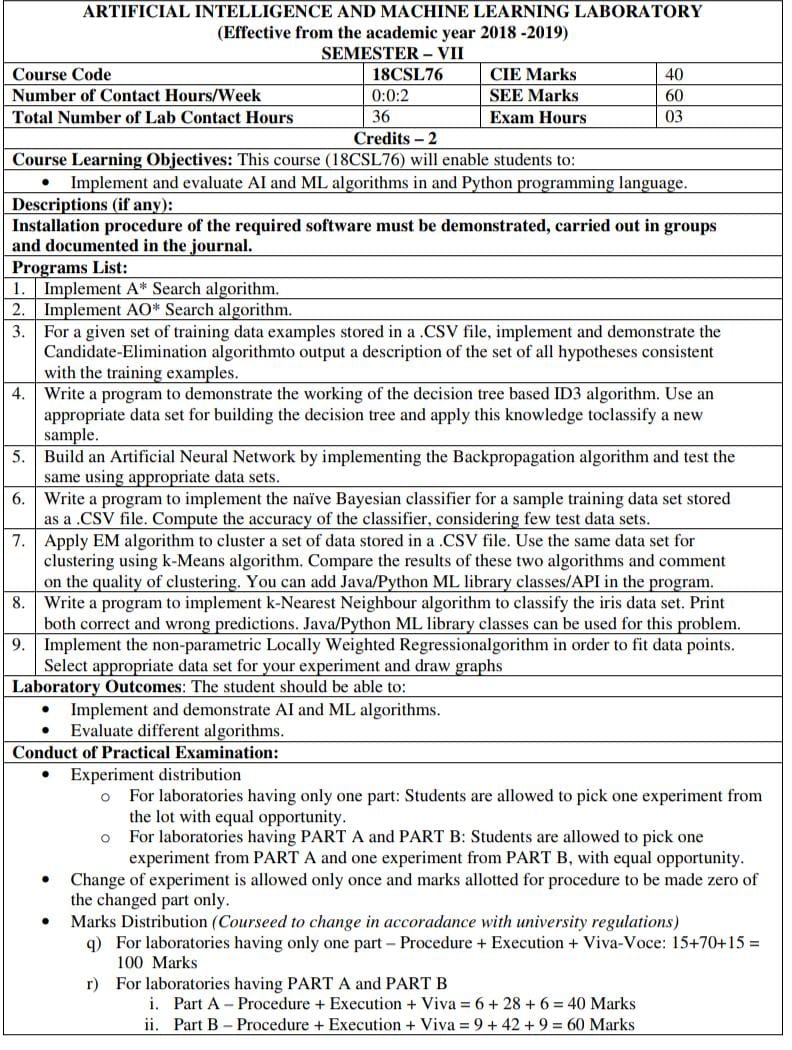 ARTIFICIAL INTELLIGENCE AND MACHINE LEARNING LABORATORY
(Effective from the academic year 2018 -2019)
SEMESTER – VII
Course Code 18CSL76 CIE Marks 40
Number of Contact Hours/Week 0:0:2 SEE Marks 60
Total Number of Lab Contact Hours 36 Exam Hours 03
Credits – 2
Course Learning Objectives: This course (18CSL76) will enable students to:
• Implement and evaluate AI and ML algorithms in and Python programming language.
Descriptions (if any):
Installation procedure of the required software must be demonstrated, carried out in groups
and documented in the journal.
Programs List:
1. Implement A* Search algorithm.
2. Implement AO* Search algorithm.
3. For a given set of training data examples stored in a .CSV file, implement and demonstrate the
Candidate-Elimination algorithmto output a description of the set of all hypotheses consistent
with the training examples.
4. Write a program to demonstrate the working of the decision tree based ID3 algorithm. Use an
appropriate data set for building the decision tree and apply this knowledge toclassify a new
sample.
5. Build an Artificial Neural Network by implementing the Backpropagation algorithm and test the
same using appropriate data sets.
6. Write a program to implement the naïve Bayesian classifier for a sample training data set stored
as a .CSV file. Compute the accuracy of the classifier, considering few test data sets.
7. Apply EM algorithm to cluster a set of data stored in a .CSV file. Use the same data set for
clustering using k-Means algorithm. Compare the results of these two algorithms and comment
on the quality of clustering. You can add Java/Python ML library classes/API in the program.
8. Write a program to implement k-Nearest Neighbour algorithm to classify the iris data set. Print
both correct and wrong predictions. Java/Python ML library classes can be used for this problem.
9. Implement the non-parametric Locally Weighted Regressionalgorithm in order to fit data points.
Select appropriate data set for your experiment and draw graphs
Laboratory Outcomes: The student should be able to:
• Implement and demonstrate AI and ML algorithms.
• Evaluate different algorithms.
Conduct of Practical Examination:
• Experiment distribution
o For laboratories having only one part: Students are allowed to pick one experiment from
the lot with equal opportunity.
o For laboratories having PART A and PART B: Students are allowed to pick one
experiment from PART A and one experiment from PART B, with equal opportunity.
• Change of experiment is allowed only once and marks allotted for procedure to be made zero of
the changed part only.
• Marks Distribution (Courseed to change in accoradance with university regulations)
q) For laboratories having only one part – Procedure + Execution + Viva-Voce: 15+70+15 =
100 Marks
r) For laboratories having PART A and PART B
i. Part A – Procedure + Execution + Viva = 6 + 28 + 6 = 40 Marks
ii. Part B – Procedure + Execution + Viva = 9 + 42 + 9 = 60 Marks